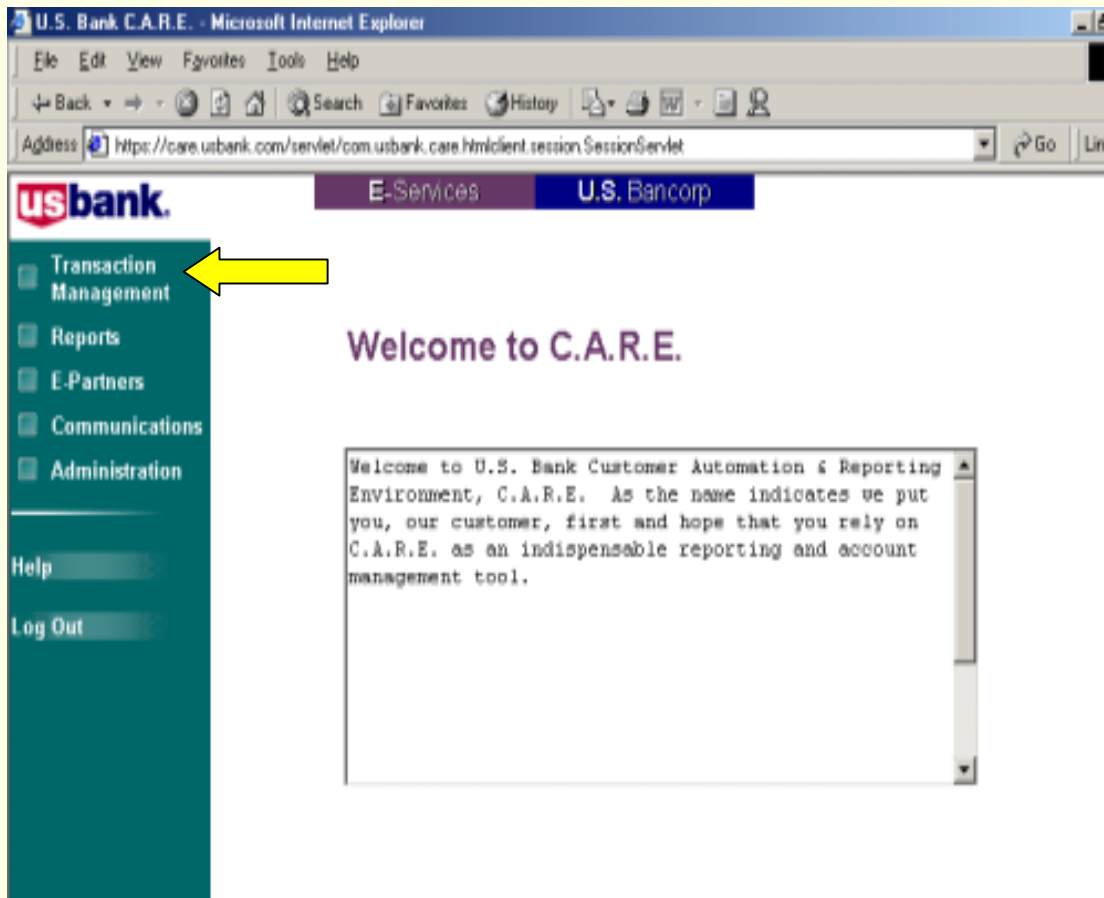 U.S. Bank C.A.R.E. - Microsoft Internet Explorer
File Edit View Favorites Tools Help
Back Search Favorites History
Address https://care.usbank.com/servlet/com.usbank.care.htmlclient.session.SessionServlet Go
usbank.
E-Services U.S. Bancorp
Transaction
Management
Reports
E-Partners
Communications
Administration
Help
Log Out
Welcome to C.A.R.E.
Welcome to U.S. Bank Customer Automation & Reporting
Environment, C.A.R.E. As the name indicates we put
you, our customer, first and hope that you rely on
C.A.R.E. as an indispensable reporting and account
management tool.